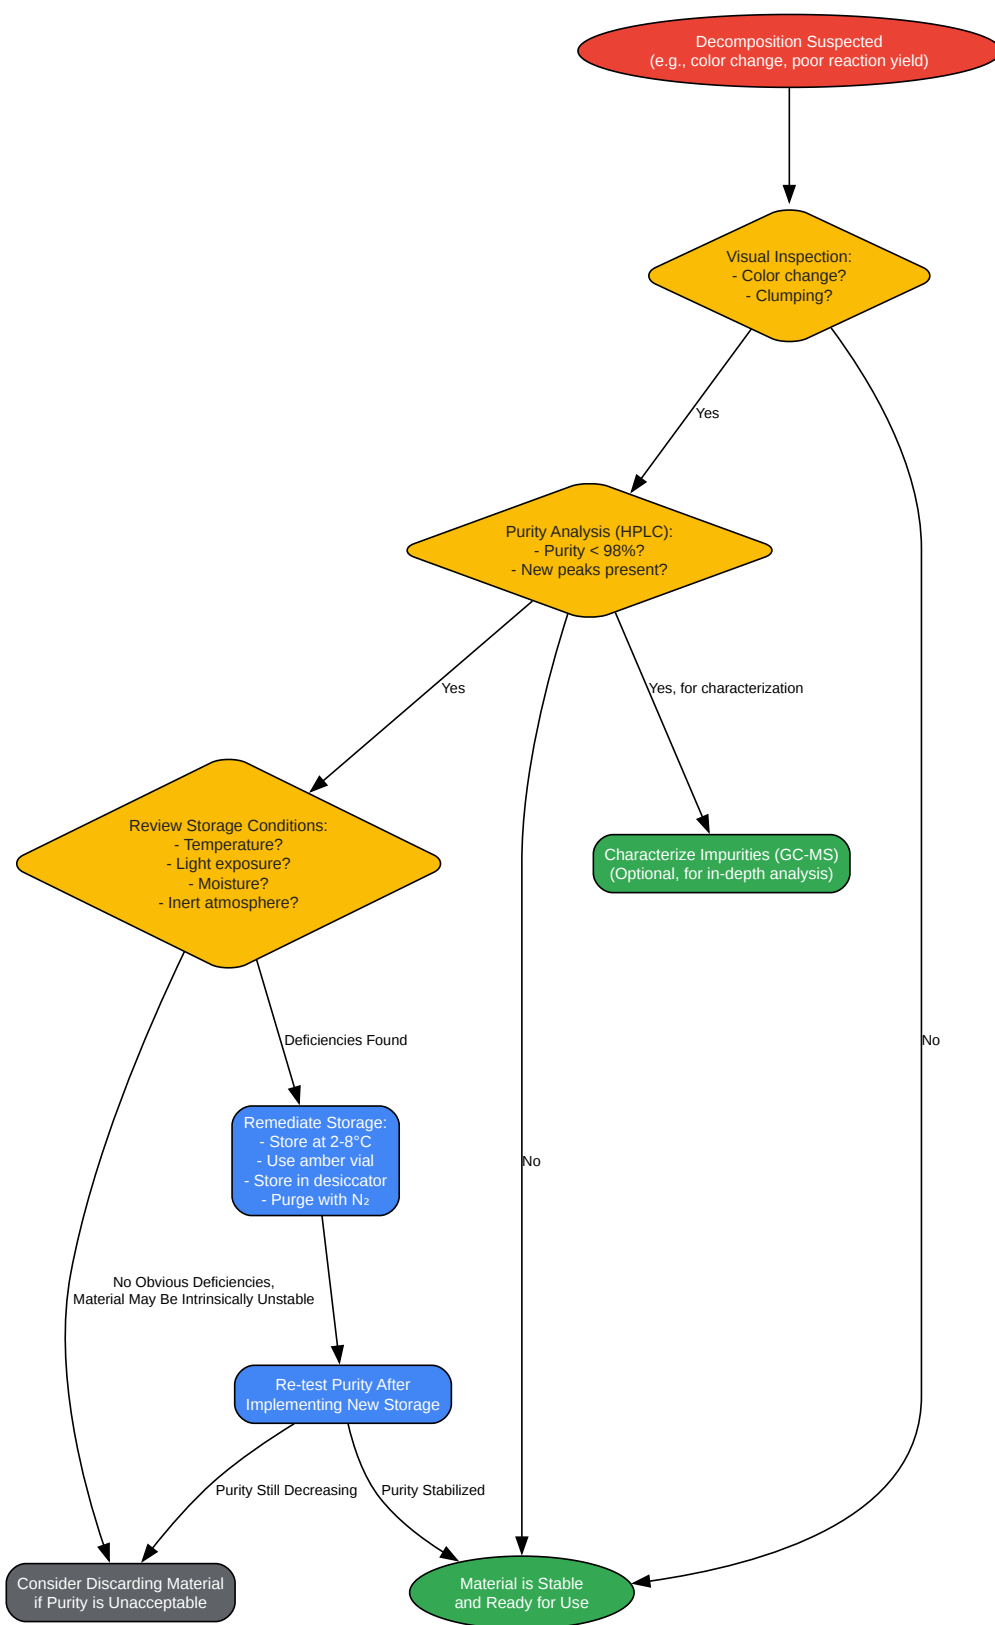 Decomposition Suspected
(e.g., color change, poor reaction yield)
Visual Inspection:
- Color change?
- Clumping?
Yes
Purity Analysis (HPLC):
- Purity < 98%?
- New peaks present?
Yes
Yes, for characterization
Review Storage Conditions:
- Temperature?
- Light exposure?
- Moisture?
- Inert atmosphere?
Characterize Impurities (GC-MS)
(Optional, for in-depth analysis)
Deficiencies Found
No
Remediate Storage:
- Store at 2-8°C
- Use amber vial
- Store in desiccator
- Purge with N₂
No
No Obvious Deficiencies,
Material May Be Intrinsically Unstable
Re-test Purity After
Implementing New Storage
Purity Still Decreasing
Purity Stabilized
Consider Discarding Material
if Purity is Unacceptable
Material is Stable
and Ready for Use